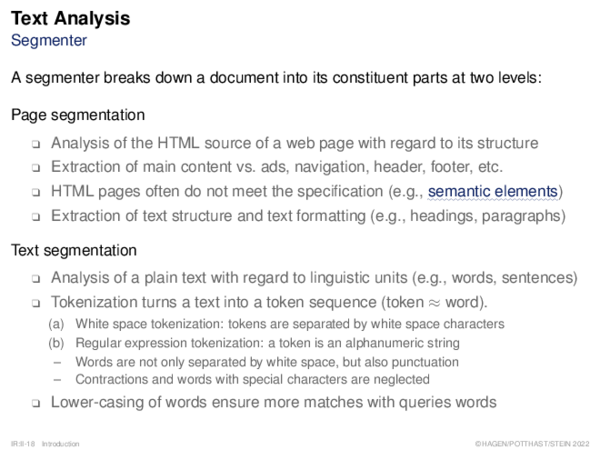 Text Analysis
Segmenter
A segmenter breaks down a document into its constituent parts at two levels:
Page segmentation
❏ Analysis of the HTML source of a web page with regard to its structure
❏ Extraction of main content vs. ads, navigation, header, footer, etc.
❏ HTML pages often do not meet the specification (e.g., semantic elements)
❏ Extraction of text structure and text formatting (e.g., headings, paragraphs)
Text segmentation
❏ Analysis of a plain text with regard to linguistic units (e.g., words, sentences)
❏ Tokenization turns a text into a token sequence (token ≈ word).
(a) White space tokenization: tokens are separated by white space characters
(b) Regular expression tokenization: a token is an alphanumeric string
– Words are not only separated by white space, but also punctuation
– Contractions and words with special characters are neglected
❏ Lower-casing of words ensure more matches with queries words
IR:II-18 Introduction
©HAGEN/POTTHAST/STEIN 2022